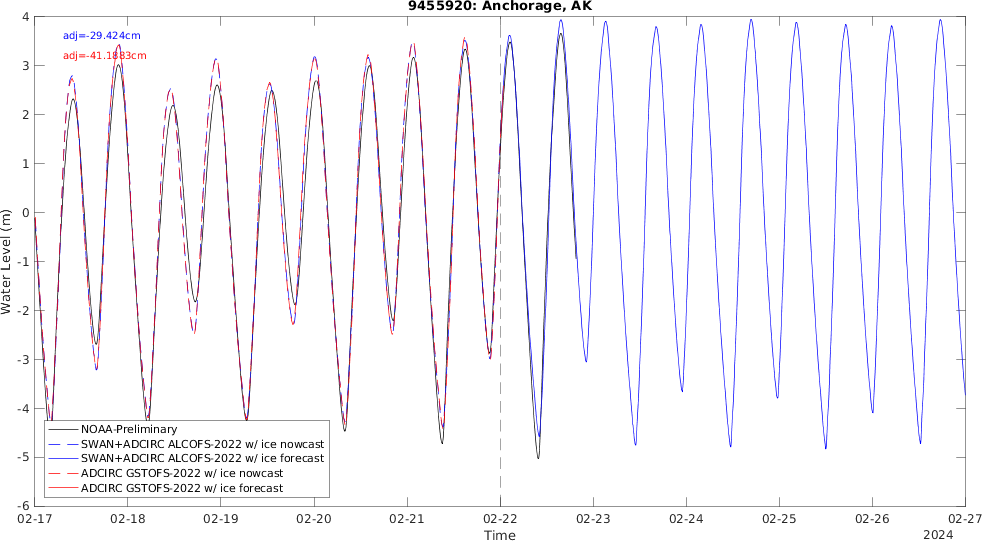 9455920: Anchorage, AK
adj=-29.424cm
adj=-41.1883cm
4
3
2
1
0
-1
-2
-3
-4
-5
-6
Water Level (m)
NOAA-Preliminary
SWAN+ADCIRC ALCOFS-2022 w/ ice nowcast
SWAN+ADCIRC ALCOFS-2022 w/ ice forecast
ADCIRC GSTOFS-2022 w/ ice nowcast
ADCIRC GSTOFS-2022 w/ ice forecast
02-17 02-18 02-19 02-20 02-21 02-22 02-23 02-24 02-25 02-26 02-27
Time
2024